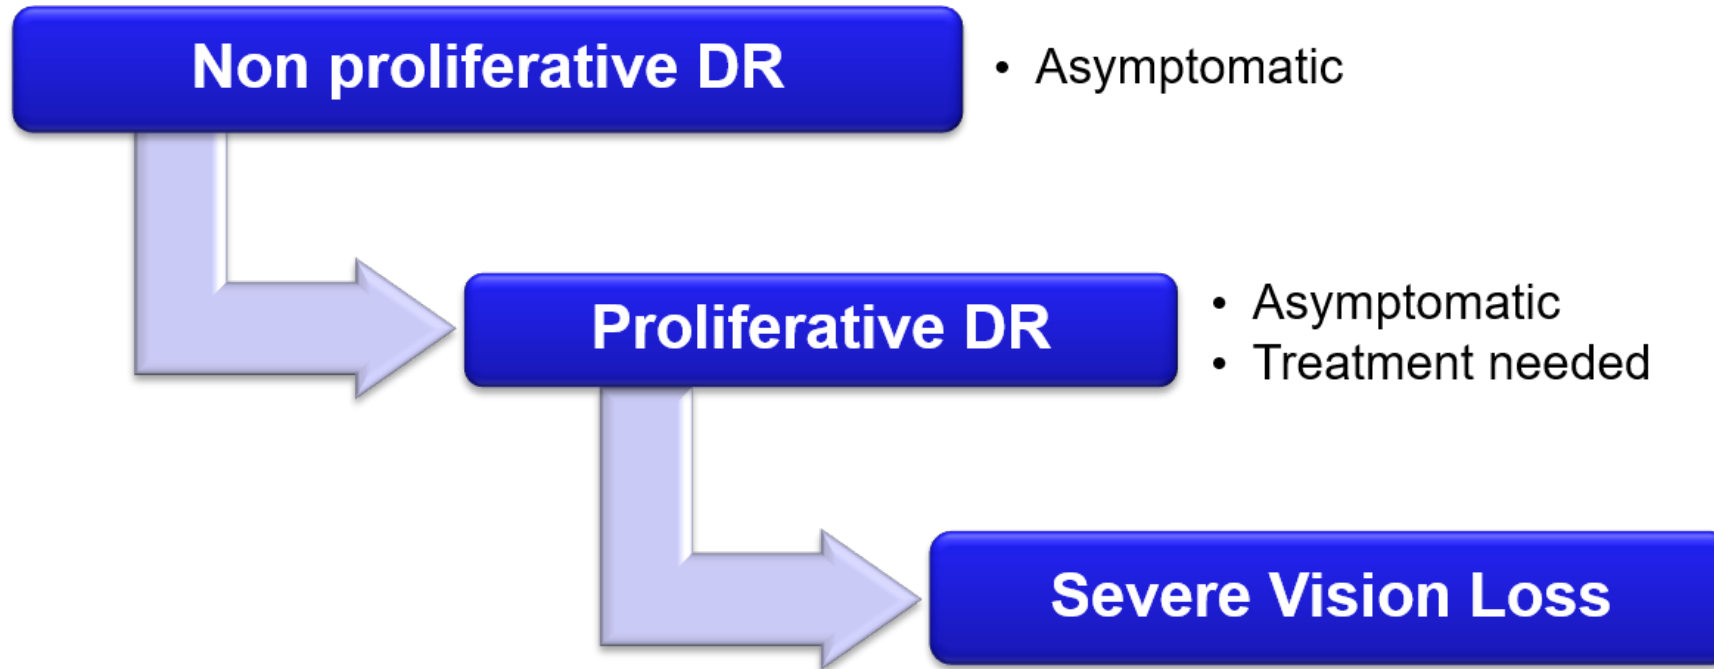 Non proliferative DR
• Asymptomatic
Proliferative DR
• Asymptomatic
• Treatment needed
Severe Vision Loss